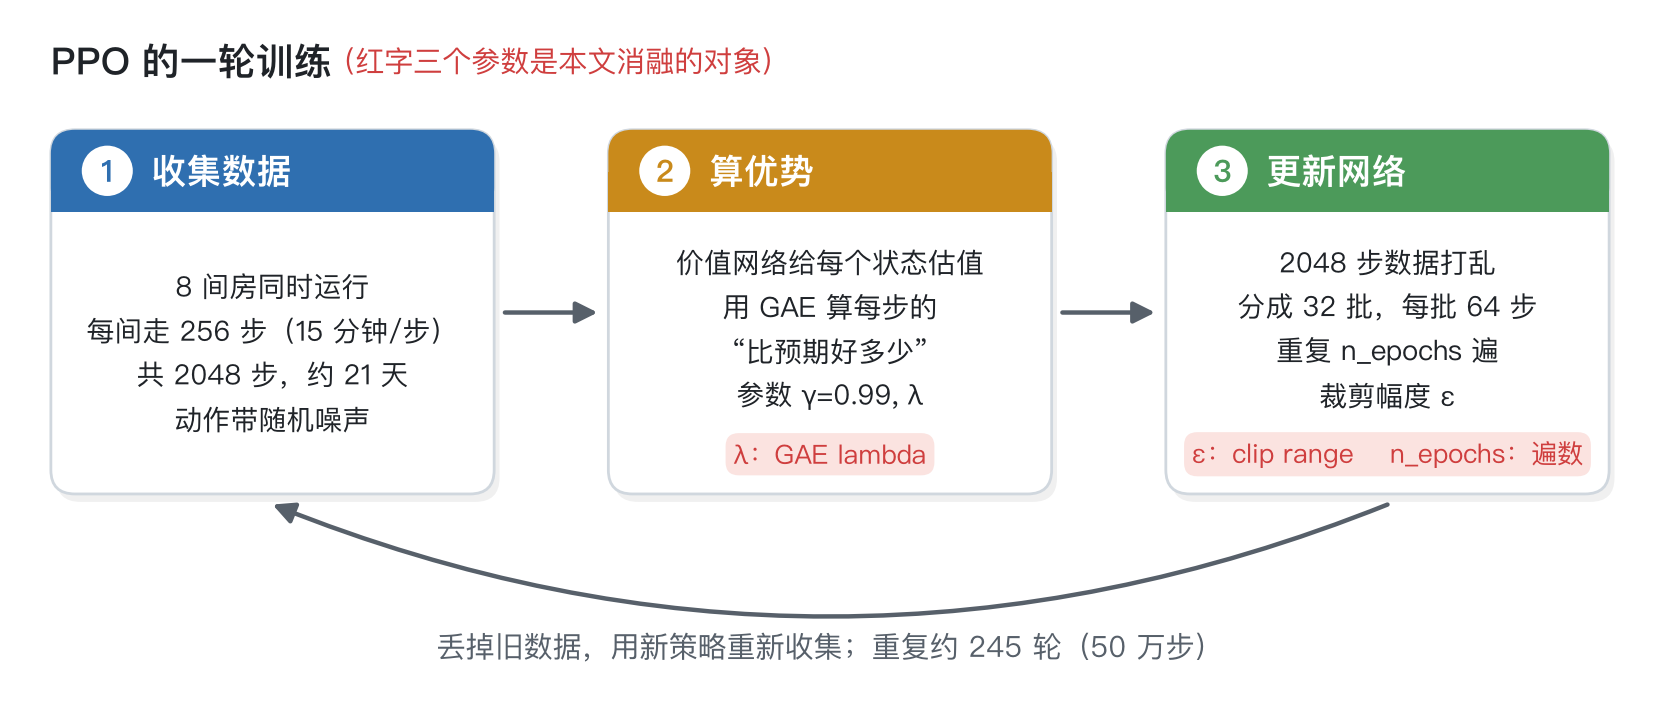 PPO 的一轮训练 (红字三个参数是本文消融的对象)
1 收集数据
8 间房同时运行
每间走 256 步（15 分钟/步）
共 2048 步，约 21 天
动作带随机噪声
2 算优势
价值网络给每个状态估值
用 GAE 算每步的
“比预期好多少”
参数 γ=0.99, λ
λ：GAE lambda
3 更新网络
2048 步数据打乱
分成 32 批，每批 64 步
重复 n_epochs 遍
裁剪幅度 ε
ε：clip range n_epochs：遍数
丢掉旧数据，用新策略重新收集；重复约 245 轮（50 万步）